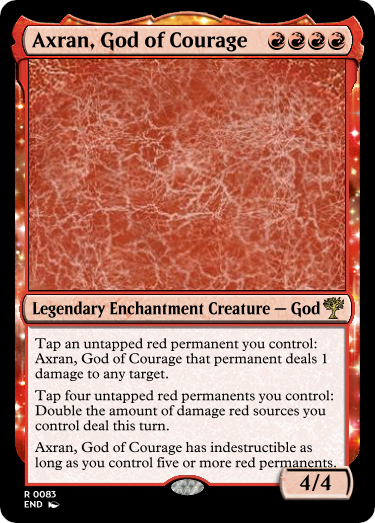 Axran, God of Courage
Legendary Enchantment Creature — God
Tap an untapped red permanent you control:
Axran, God of Courage that permanent deals 1
damage to any target.
Tap four untapped red permanents you control:
Double the amount of damage red sources you
control deal this turn.
Axran, God of Courage has indestructible as
long as you control five or more red permanents.
4/4
R 0083
END